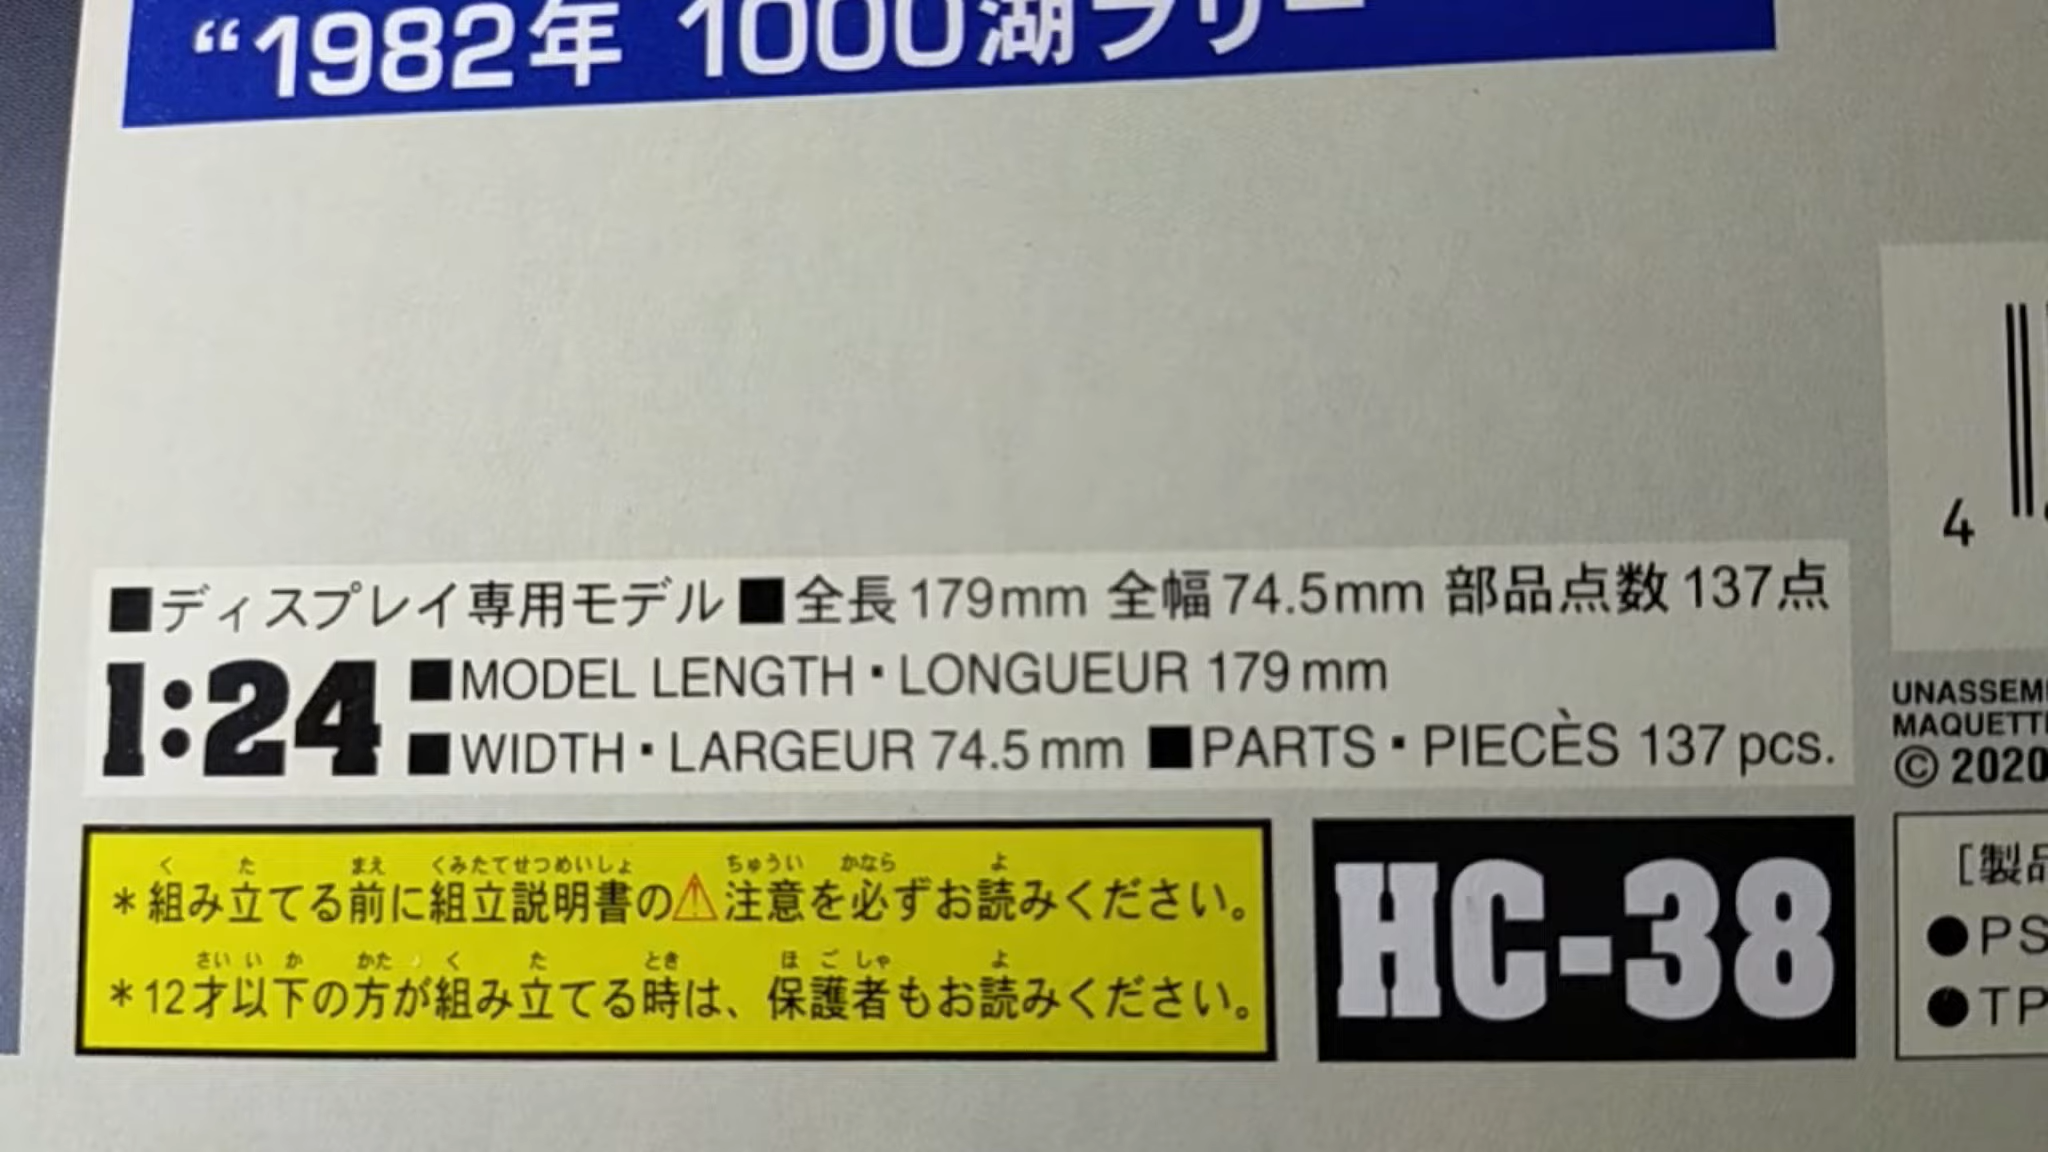 “1982年 1000湖ラリー
■ディスプレイ専用モデル ■全長179mm 全幅74.5mm 部品点数137点
1:24
■MODEL LENGTH・LONGUEUR 179mm
■WIDTH・LARGEUR 74.5mm ■PARTS・PIECÈS 137pcs.
く た まえ くみたてせつめいしょ ちゅうい かなら よ
＊組み立てる前に組立説明書の⚠注意を必ずお読みください。
さい い か かた く た とき ほ ご しゃ よ
＊12才以下の方が組み立てる時は、保護者もお読みください。
HC-38
4
UNASSEM
MAQUETT
© 2020
［製品
●PS
●TP